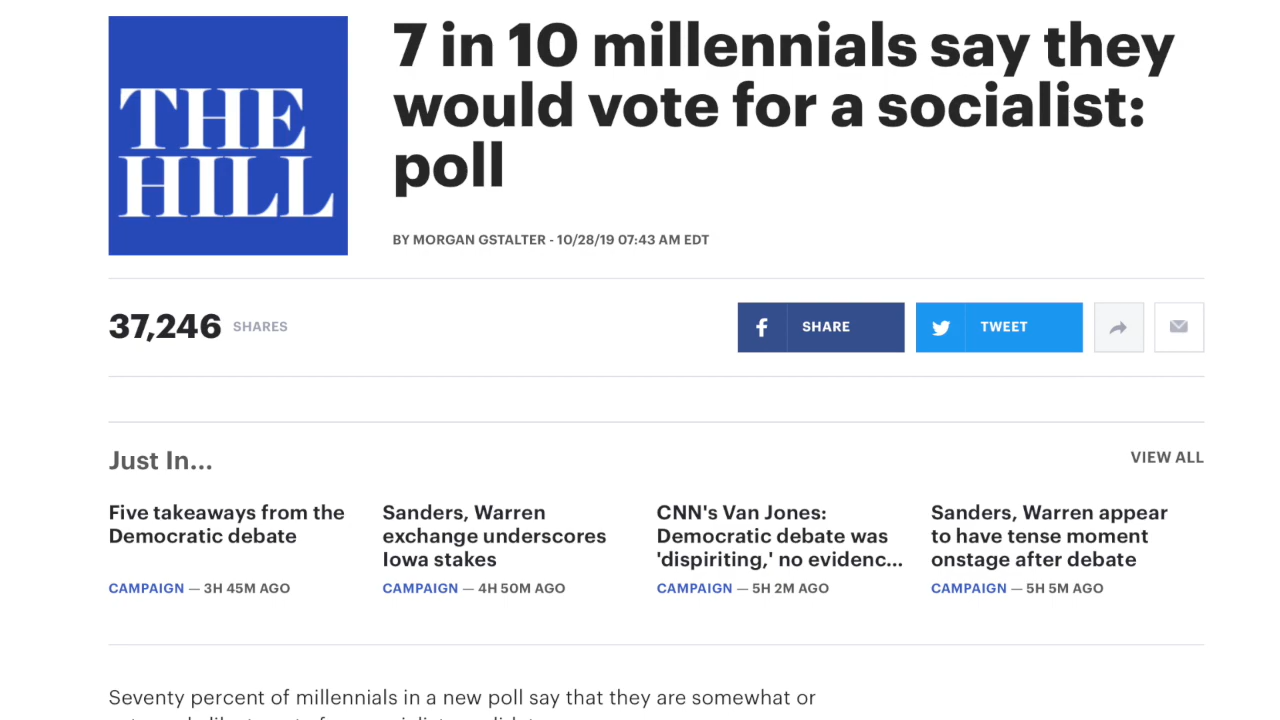 THE
HILL
7 in 10 millennials say they
would vote for a socialist:
poll
BY MORGAN GSTALTER - 10/28/19 07:43 AM EDT
37,246 SHARES
SHARE
TWEET
Just In...
VIEW ALL
Five takeaways from the
Democratic debate
CAMPAIGN — 3H 45M AGO
Sanders, Warren
exchange underscores
Iowa stakes
CAMPAIGN — 4H 50M AGO
CNN's Van Jones:
Democratic debate was
'dispiriting,' no evidenc...
CAMPAIGN — 5H 2M AGO
Sanders, Warren appear
to have tense moment
onstage after debate
CAMPAIGN — 5H 5M AGO
Seventy percent of millennials in a new poll say that they are somewhat or